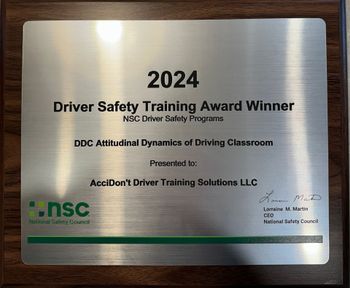 2024
Driver Safety Training Award Winner
NSC Driver Safety Programs
DDC Attitudinal Dynamics of Driving Classroom
Presented to:
AcciDon't Driver Training Solutions LLC
nsc
National Safety Council
Lorraine M. Martin
CEO
National Safety Council